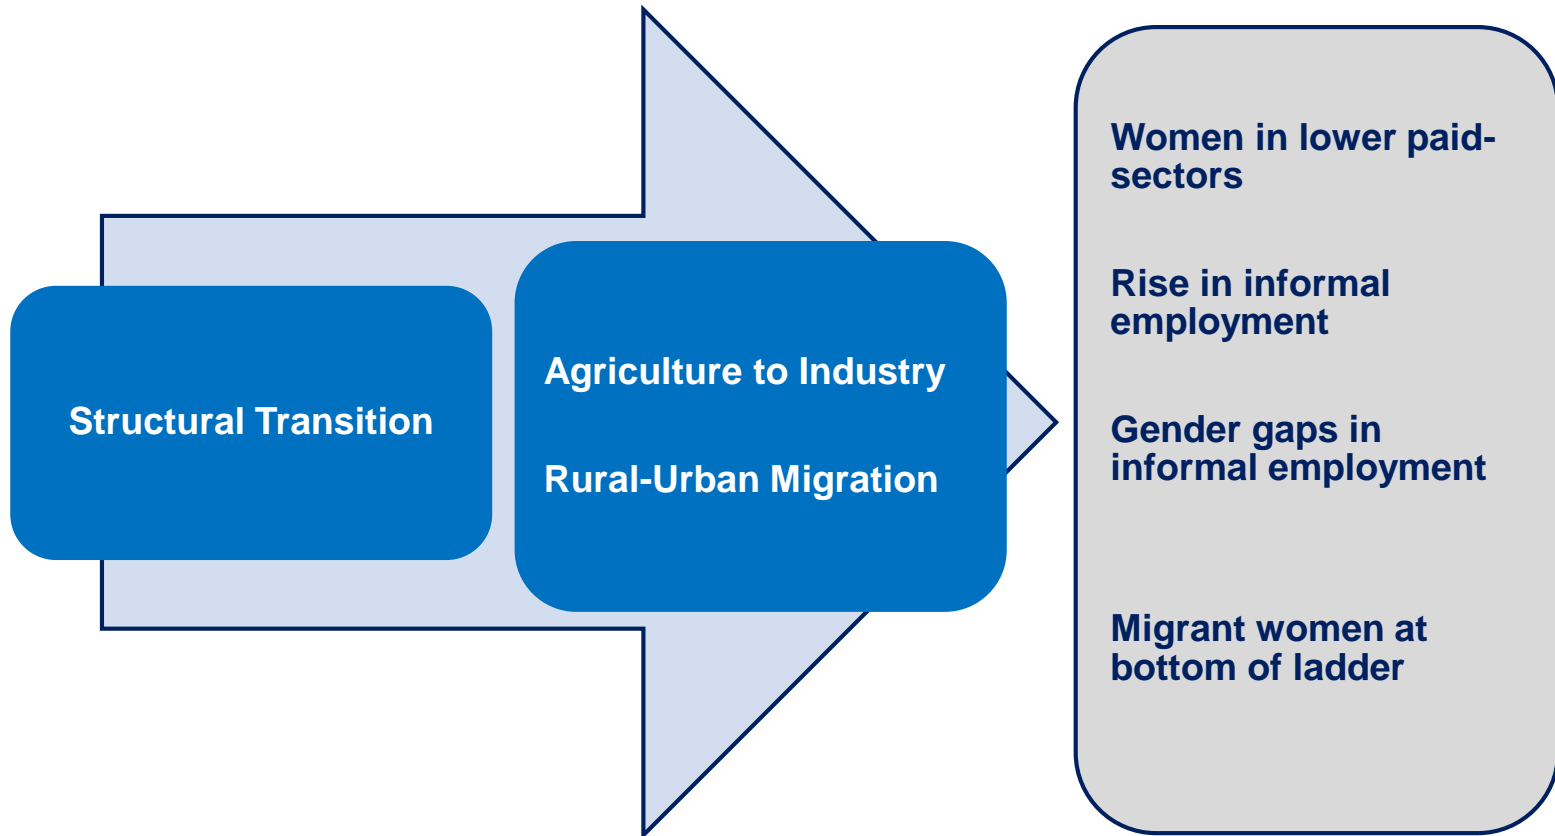 Structural Transition
Agriculture to Industry
Rural-Urban Migration
Women in lower paid-
sectors
Rise in informal
employment
Gender gaps in
informal employment
Migrant women at
bottom of ladder